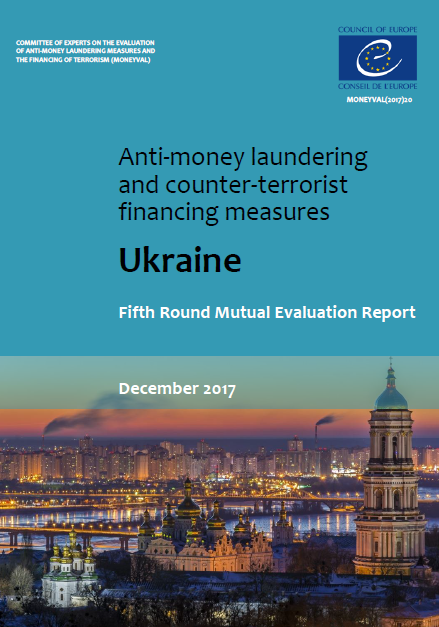 COMMITTEE OF EXPERTS ON THE EVALUATION
OF ANTI-MONEY LAUNDERING MEASURES AND
THE FINANCING OF TERRORISM (MONEYVAL)
COUNCIL OF EUROPE
CONSEIL DE L'EUROPE
MONEYVAL(2017)20
Anti-money laundering
and counter-terrorist
financing measures
Ukraine
Fifth Round Mutual Evaluation Report
December 2017